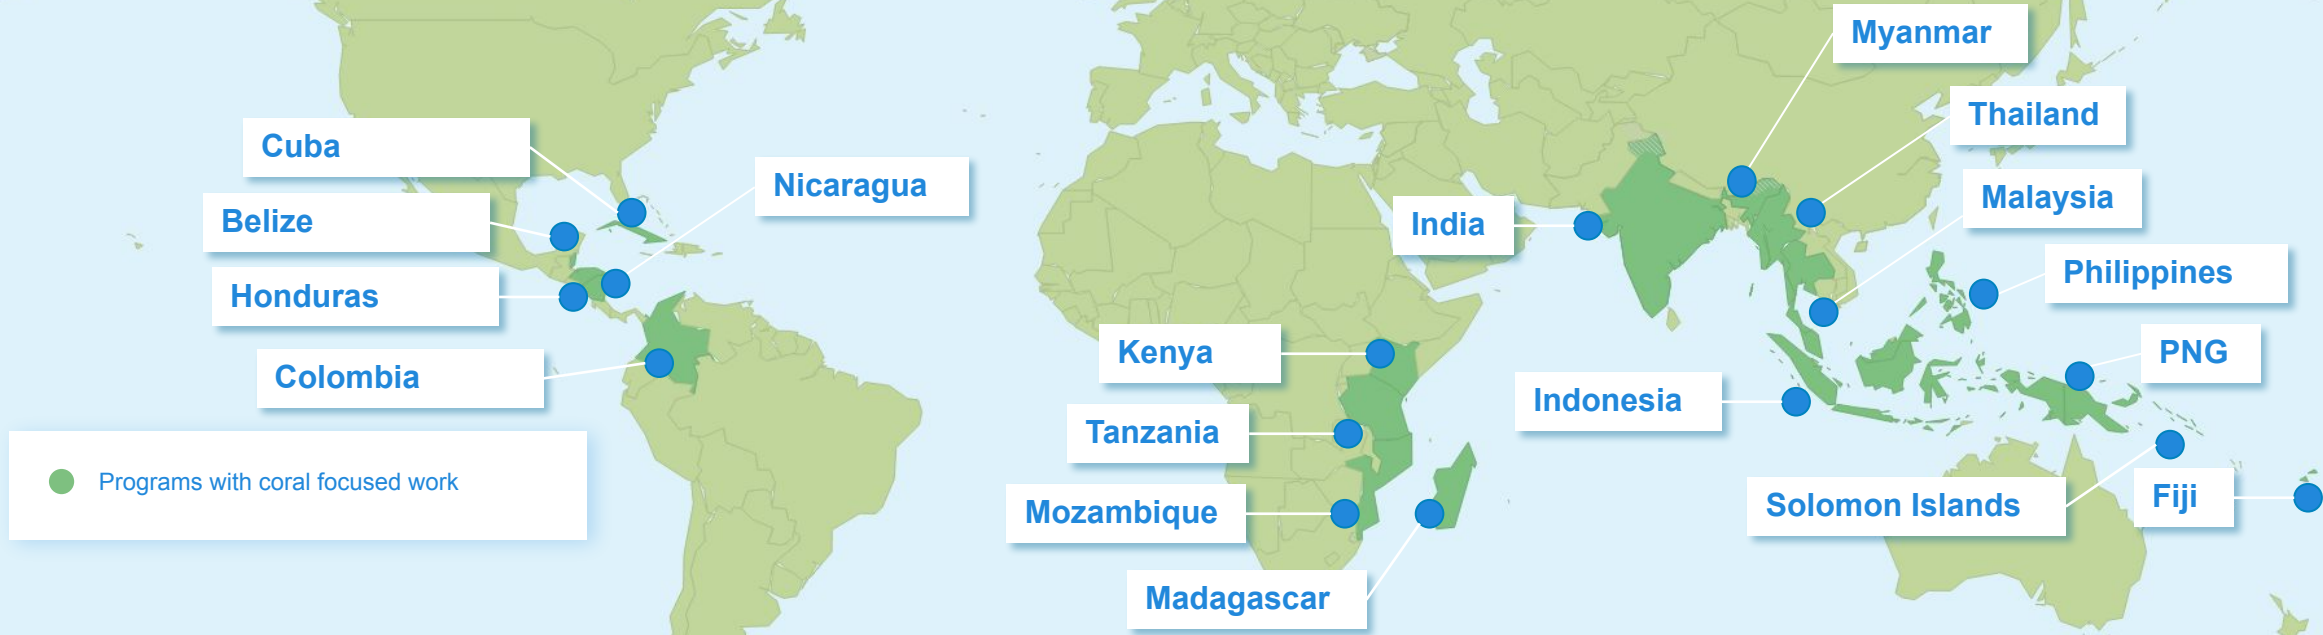 Myanmar
Thailand
Cuba
Nicaragua
Malaysia
Belize
India
Philippines
Honduras
Kenya
PNG
Colombia
Indonesia
Tanzania
Programs with coral focused work
Fiji
Solomon Islands
Mozambique
Madagascar